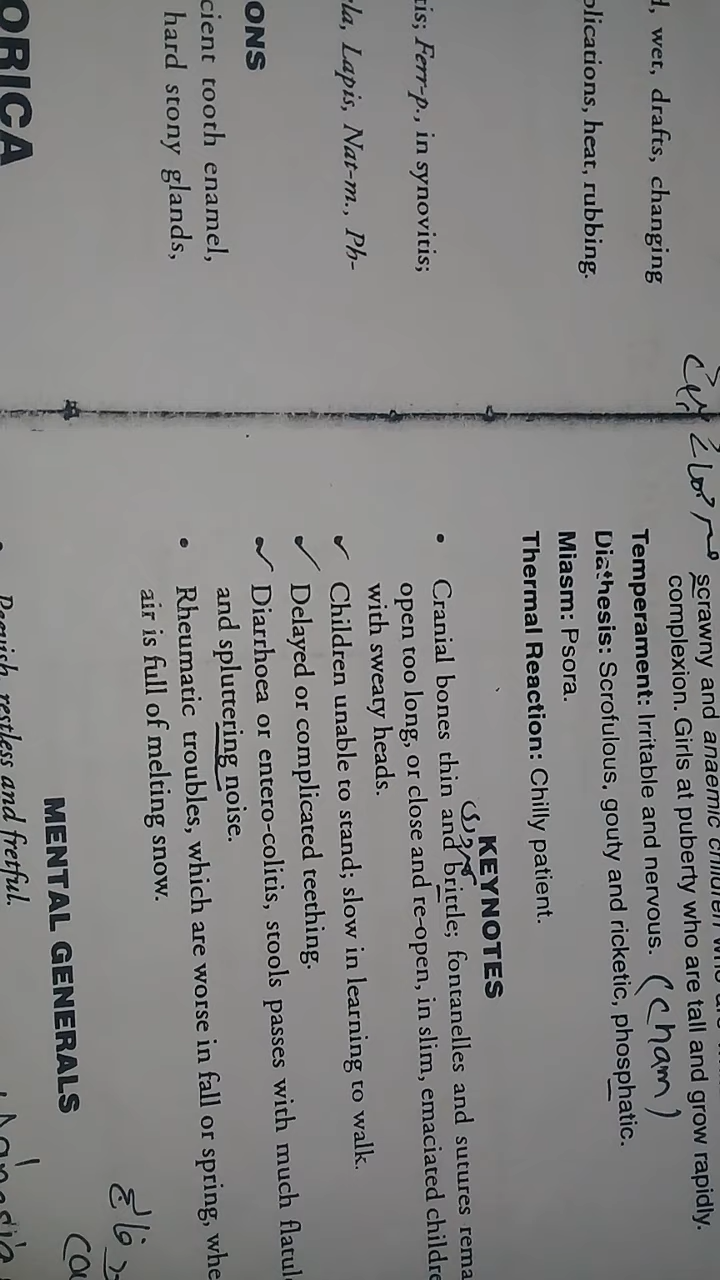 d, wet, drafts, changing
plications, heat, rubbing.
tis; Ferr-p., in synovitis;
la, Lapis, Nat-m., Ph-
ONS
cient tooth enamel,
hard stony glands,
ORICA
scrawny and anaemic children
complexion. Girls at puberty who are tall and grow rapidly.
Temperament: Irritable and nervous. (Cham)
Diathesis: Scrofulous, gouty and ricketic, phosphatic.
Miasm: Psora.
Thermal Reaction: Chilly patient.
KEYNOTES
• Cranial bones thin and brittle; fontanelles and sutures rema
open too long, or close and re-open, in slim, emaciated childre
with sweaty heads.
✓ Children unable to stand; slow in learning to walk.
✓ Delayed or complicated teething.
✓ Diarrhoea or entero-colitis, stools passes with much flatul
and spluttering noise.
• Rheumatic troubles, which are worse in fall or spring, whe
air is full of melting snow.
MENTAL GENERALS
• Peevish, restless and fretful.